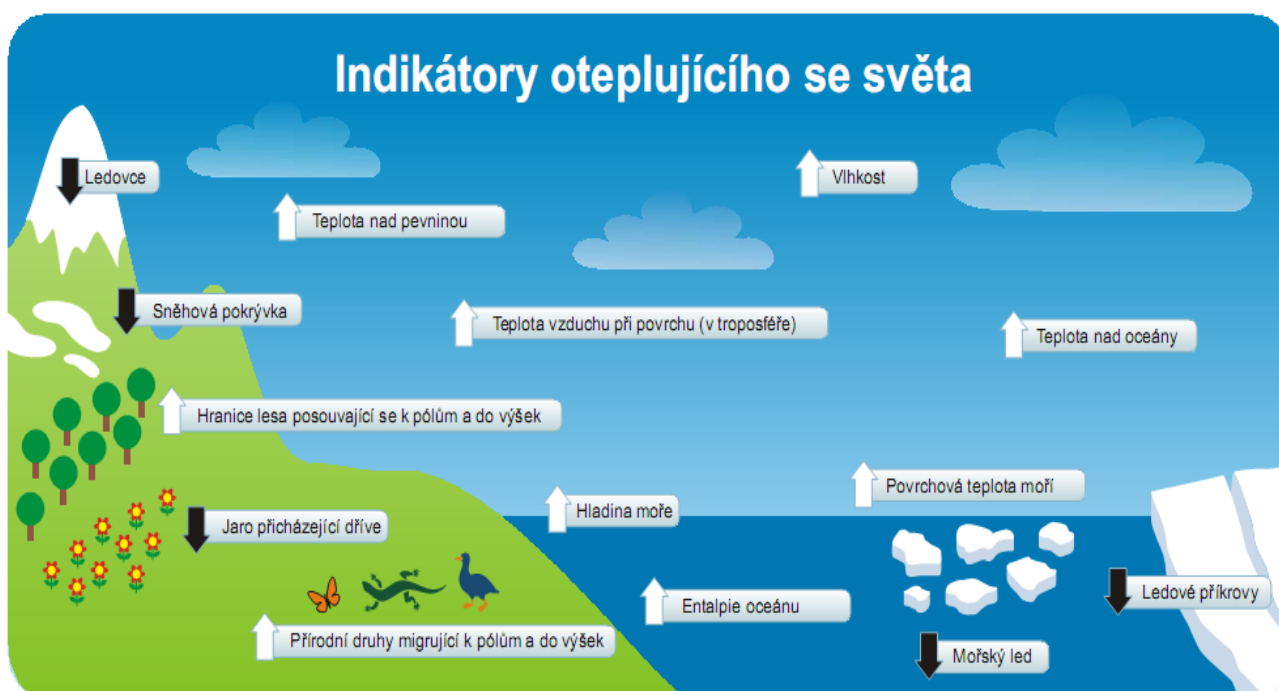 Indikátory oteplujícího se světa
Ledovce
Vlhkost
Teplota nad pevninou
Sněhová pokrývka
Teplota vzduchu při povrchu (v troposféře)
Teplota nad oceány
Hranice lesa posouvající se k pólům a do výšek
Povrchová teplota moří
Hladina moře
Jaro přicházející dříve
Ledové příkrovy
Entalpie oceánu
Přírodní druhy migrující k pólům a do výšek
Mořský led